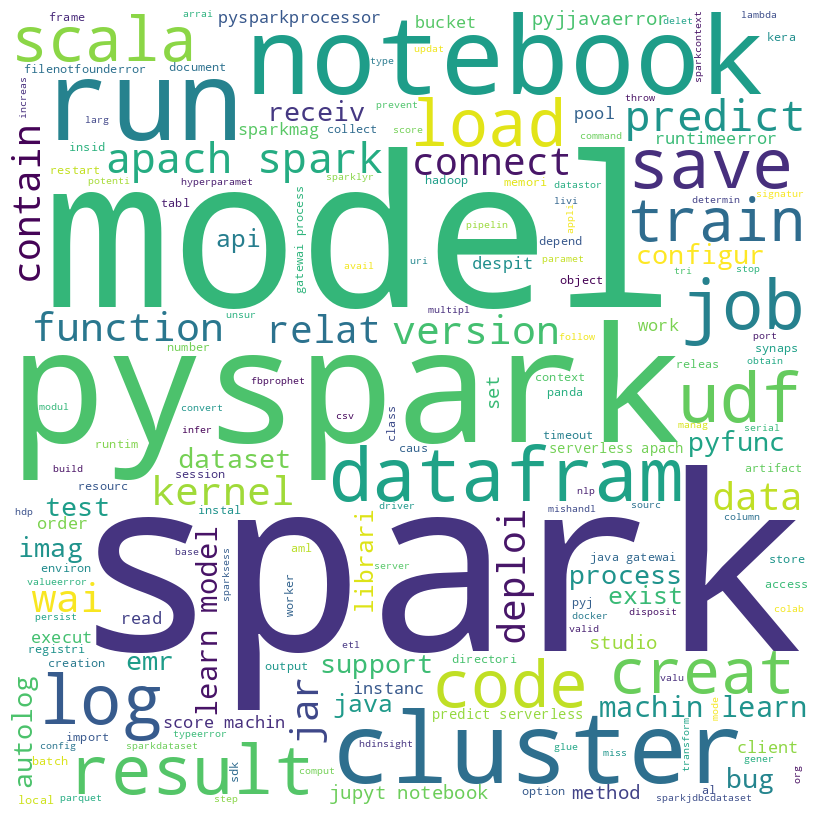 frame
arrai
pysparkprocessor
bucket
pyjjavaerror
delet
lambda
scala
notebook
updat
type
sparkcontext
kera
filenotfounderror
document
increas
run
larg
receiv
prevent
load
pool
throw
predict
insid
sparkmag
collect
score
command
runtimeerror
contain
restart
apach spark
connect
save
potenti
hyperparamet
sparklyr
hadoop
memori
datastor
determin
signatur
tabl
model
livi
appli
train
api
gatewai process
pipelin
depend
avail
uri
despit
paramet
configur
tri
stop
object
unsur
multipl
job
function
relat
version
follow
work
port
synaps
number
releas
obtain
pyspark
fbprophet
set
context
panda
udf
modul
convert
csv
class
infer
manag
serial
runtim
caus
timeout
serverless apach
pyfunc
build
dataset
datafram
session
kernel
artifact
resourc
data
hdp
test
instal
driver
nlp
mishandl
sourc
column
order
spark
librari
deploi
imag
learn model
base
sparksess
aml
server
java gatewai
store
environ
process
access
valueerror
wai
worker
exist
persist
read
pyj
docker
disposit
colab
valid
execut
etl
studio
registri
emr
output
support
directori
valu
creat
creation
log
jar
instanc
code
autolog
score machin
java
predict serverless
machin learn
mode
import
typeerror
config
sparkdataset
hdinsight
cluster
glue
miss
transform
client
gener
batch
result
sdk
comput
bug
org
local
parquet
step
jupyt notebook
option
method
al
sparkjdbcdataset